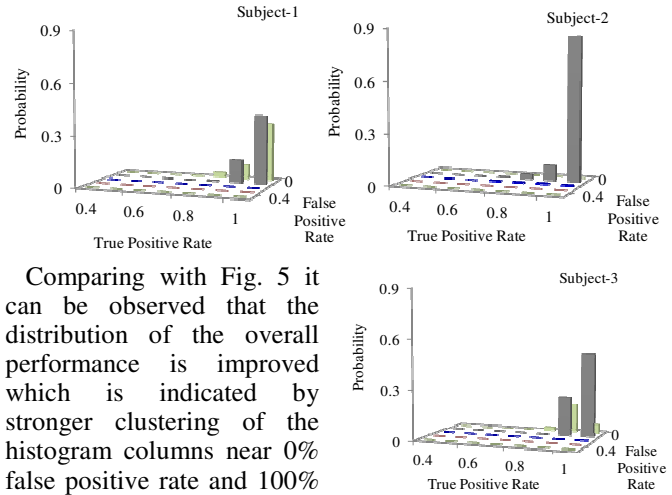 Subject-1
0.9
0.6
0.3
0
Probability
0.4
0.6
0.8
1
0
0.4
False
Positive
Rate
True Positive Rate
Subject-2
0.9
0.6
0.3
0
Probability
0.4
0.6
0.8
1
0
0.4
False
Positive
Rate
True Positive Rate
Comparing with Fig. 5 it
can be observed that the
distribution of the overall
performance is improved
which is indicated by
stronger clustering of the
histogram columns near 0%
false positive rate and 100%
Subject-3
0.9
0.6
0.3
0
Probability
0.4
0.6
0.8
1
0
0.4
False
Positive
Rate
True Positive Rate